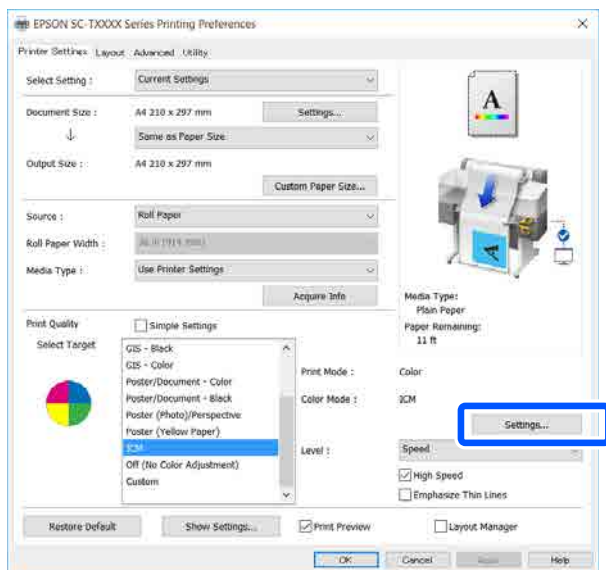 EPSON SC-TXXXX Series Printing Preferences
Printer Settings Layout Advanced Utility
Select Setting : Current Settings
Document Size : A4 210 x 297 mm Settings...
Same as Paper Size
Output Size : A4 210 x 297 mm
Custom Paper Size...
Source : Roll Paper
Roll Paper Width :
Media Type : Use Printer Settings
Acquire Info
A
Media Type:
Plain Paper
Paper Remaining:
11 ft
Print Quality Simple Settings
Select Target
GIS - Black
GIS - Color
Poster/Document - Color
Poster/Document - Black
Poster (Photo)/Perspective
Poster (Yellow Paper)
ICM
Off (No Color Adjustment)
Custom
Print Mode : Color
Color Mode : ICM
Settings...
Level : Speed
High Speed
Emphasize Thin Lines
Restore Default Show Settings... Print Preview Layout Manager
OK Cancel Apply Help